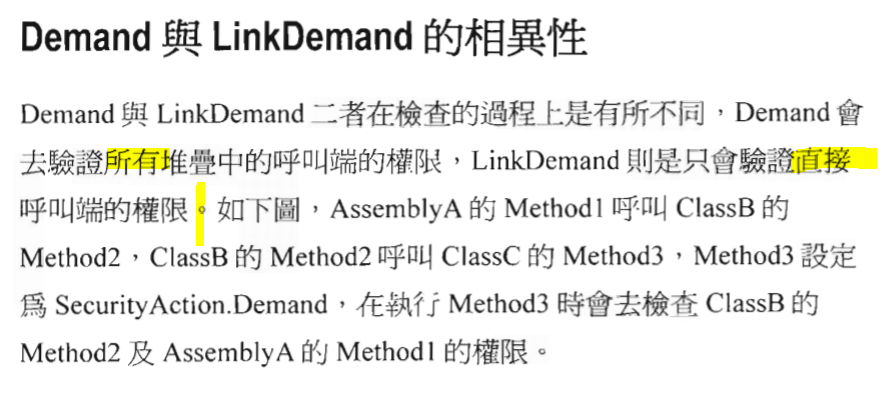 Demand 與 LinkDemand 的相異性
Demand 與 LinkDemand 二者在檢查的過程上是有所不同，Demand 會
去驗證所有堆疊中的呼叫端的權限，LinkDemand 則是只會驗證直接
呼叫端的權限。如下圖，AssemblyA 的 Method1 呼叫 ClassB 的
Method2，ClassB 的 Method2 呼叫 ClassC 的 Method3，Method3 設定
為 SecurityAction.Demand，在執行 Method3 時會去檢查 ClassB 的
Method2 及 AssemblyA 的 Method1 的權限。